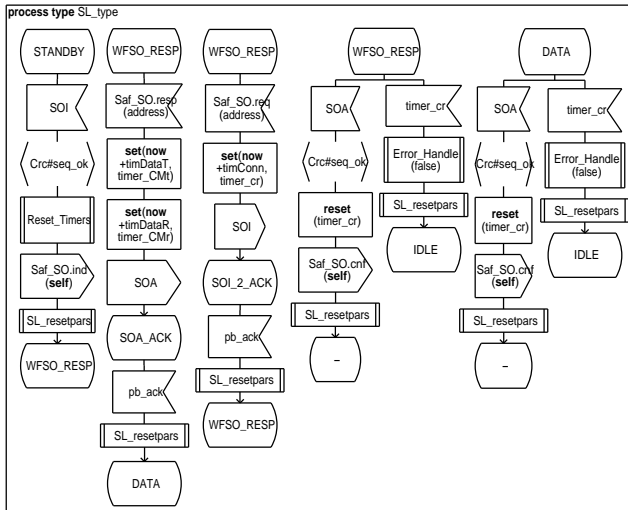 process type SL_type
STANDBY
SOI
Crc#seq_ok
Reset_Timers
Saf_SO.ind
(self)
SL_resetpars
WFSO_RESP
WFSO_RESP
Saf_SO.resp
(address)
set(now
+timDataT,
timer_CMt)
set(now
+timDataR,
timer_CMr)
SOA
SOA_ACK
pb_ack
SL_resetpars
DATA
WFSO_RESP
Saf_SO.req
(address)
set(now
+timConn,
timer_cr)
SOI
SOI_2_ACK
pb_ack
SL_resetpars
WFSO_RESP
WFSO_RESP
SOA
Crc#seq_ok
reset
(timer_cr)
Saf_SO.cnf
(self)
SL_resetpars
–
timer_cr
Error_Handle
(false)
SL_resetpars
IDLE
DATA
SOA
Crc#seq_ok
reset
(timer_cr)
Saf_SO.cnf
(self)
SL_resetpars
–
timer_cr
Error_Handle
(false)
SL_resetpars
IDLE